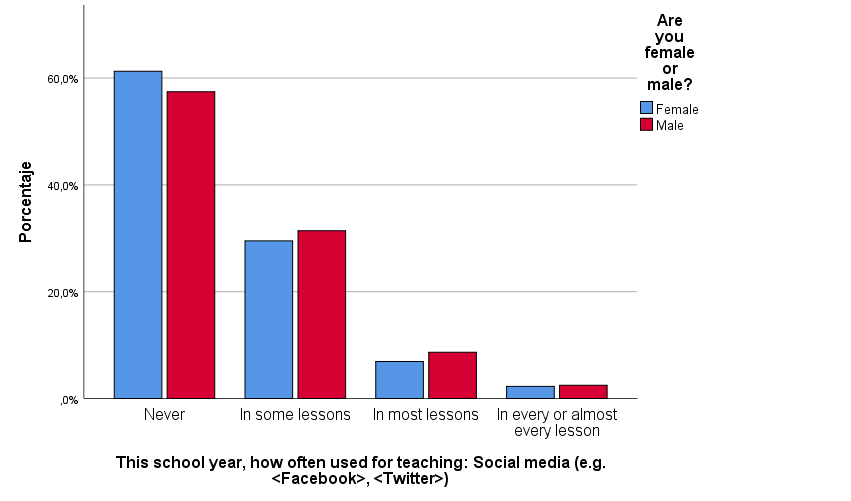 Are
you
female
or
male?
Female
Male
Porcentaje
60,0%
40,0%
20,0%
,0%
Never
In some lessons
In most lessons
In every or almost
every lesson
This school year, how often used for teaching: Social media (e.g.
<Facebook>, <Twitter>)